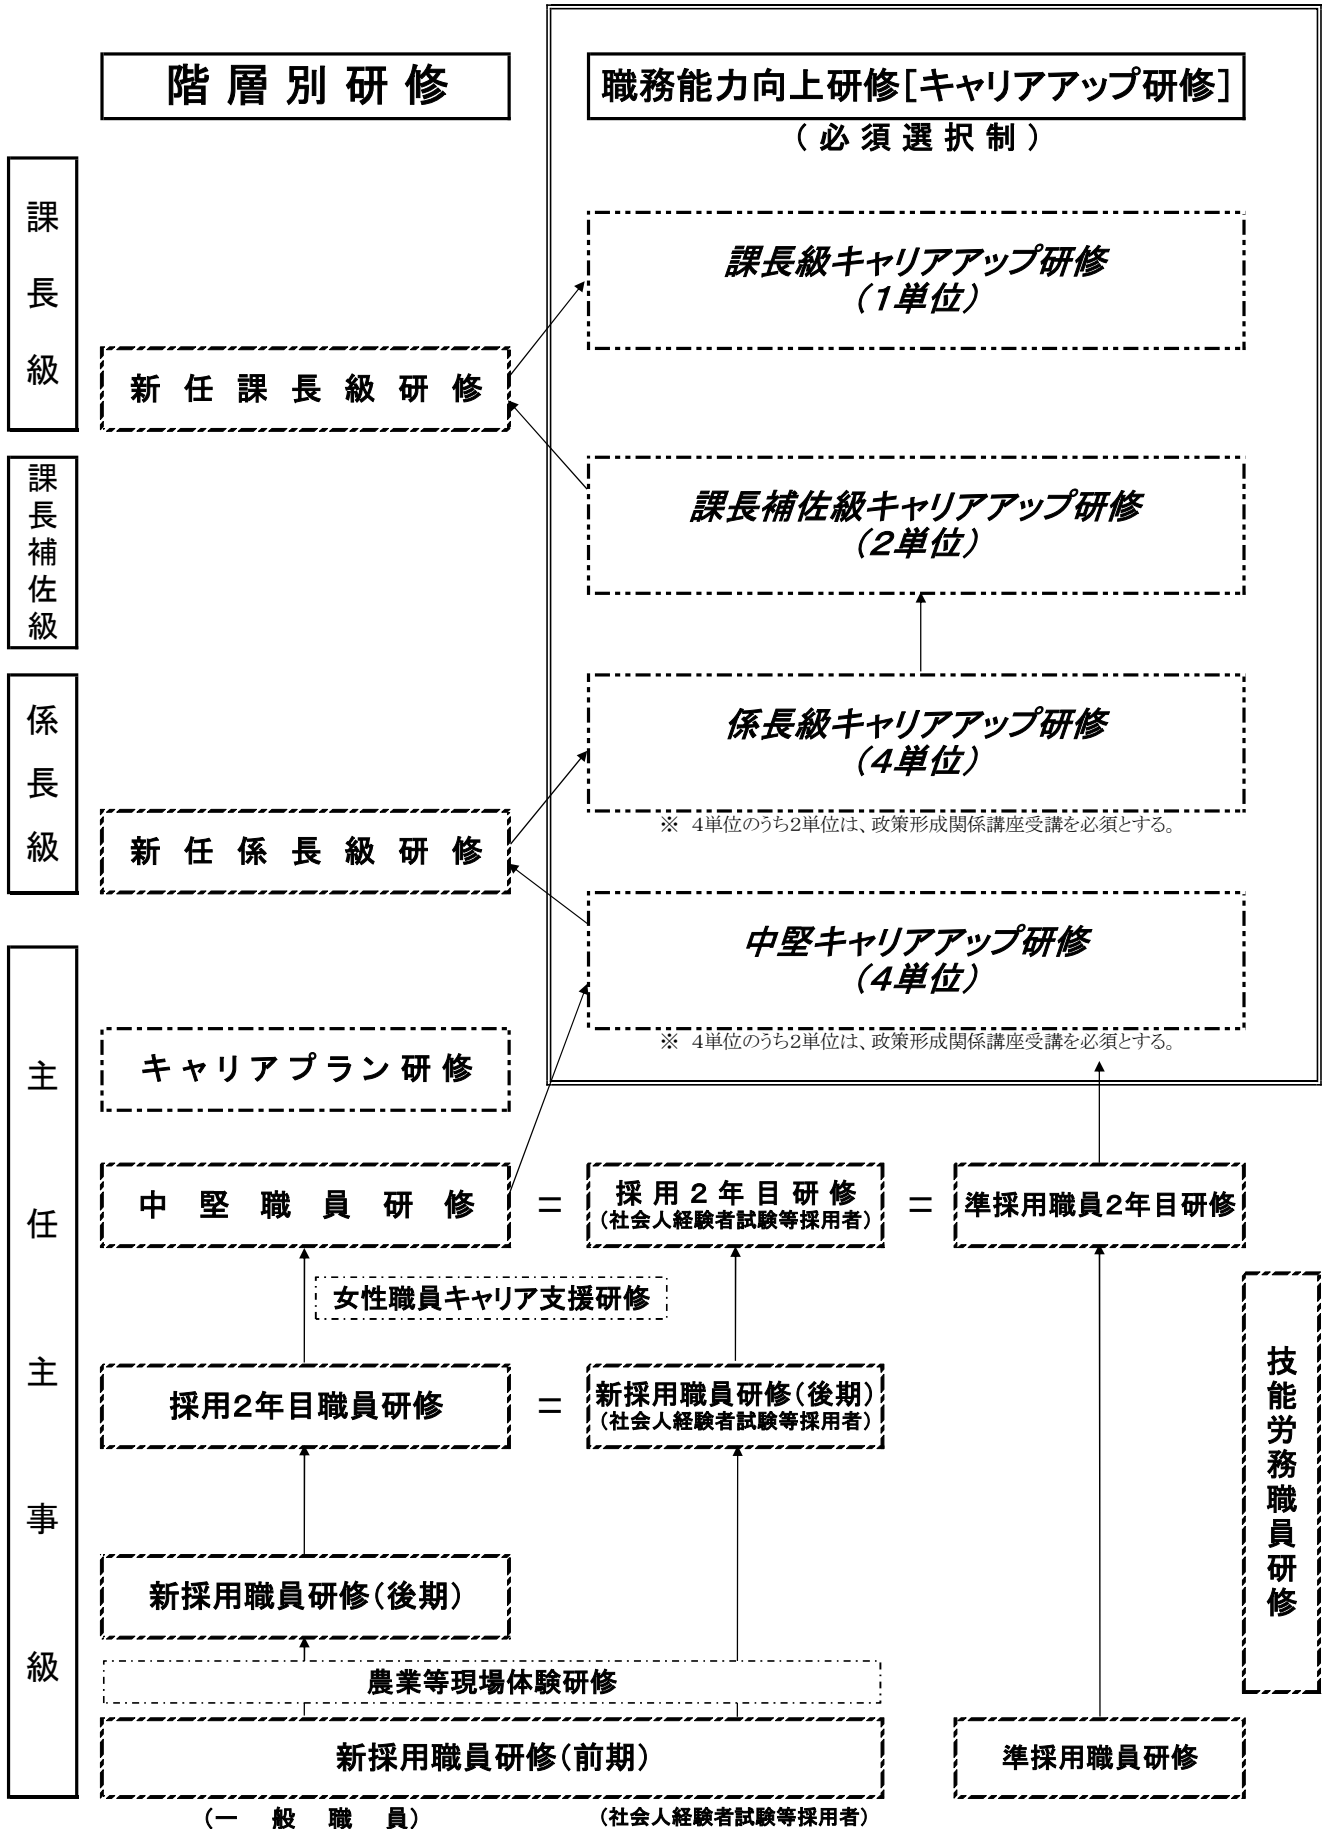 階層別研修
職務能力向上研修[キャリアアップ研修]
(必須選択制)
課長級
課長級キャリアアップ研修
(1単位)
新任課長級研修
課長補佐級
課長補佐級キャリアアップ研修
(2単位)
係長級
係長級キャリアアップ研修
(4単位)
※ 4単位のうち2単位は、政策形成関係講座受講を必須とする。
新任係長級研修
中堅キャリアアップ研修
(4単位)
※ 4単位のうち2単位は、政策形成関係講座受講を必須とする。
主任主事級
キャリアプラン研修
中堅職員研修
=
採用2年目研修
(社会人経験者試験等採用者)
=
準採用職員2年目研修
女性職員キャリア支援研修
採用2年目職員研修
=
新採用職員研修(後期)
(社会人経験者試験等採用者)
技能労務職員研修
新採用職員研修(後期)
農業等現場体験研修
新採用職員研修(前期)
準採用職員研修
(一般職員)
(社会人経験者試験等採用者)